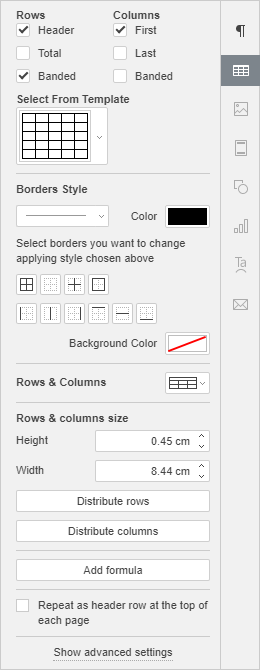 Rows Columns
Header First
Total Last
Banded Banded
Select From Template
Borders Style
Color
Select borders you want to change
applying style chosen above
Background Color
Rows & Columns
Rows & columns size
Height 0.45 cm
Width 8.44 cm
Distribute rows
Distribute columns
Add formula
Repeat as header row at the top of
each page
Show advanced settings
¶
Ta